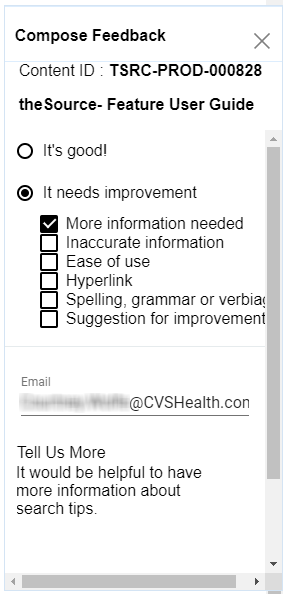 Compose Feedback
Content ID : TSRC-PROD-000828
theSource- Feature User Guide
It's good!
It needs improvement
More information needed
Inaccurate information
Ease of use
Hyperlink
Spelling, grammar or verbiag
Suggestion for improvement
Email
@CVSHealth.con
Tell Us More
It would be helpful to have
more information about
search tips.